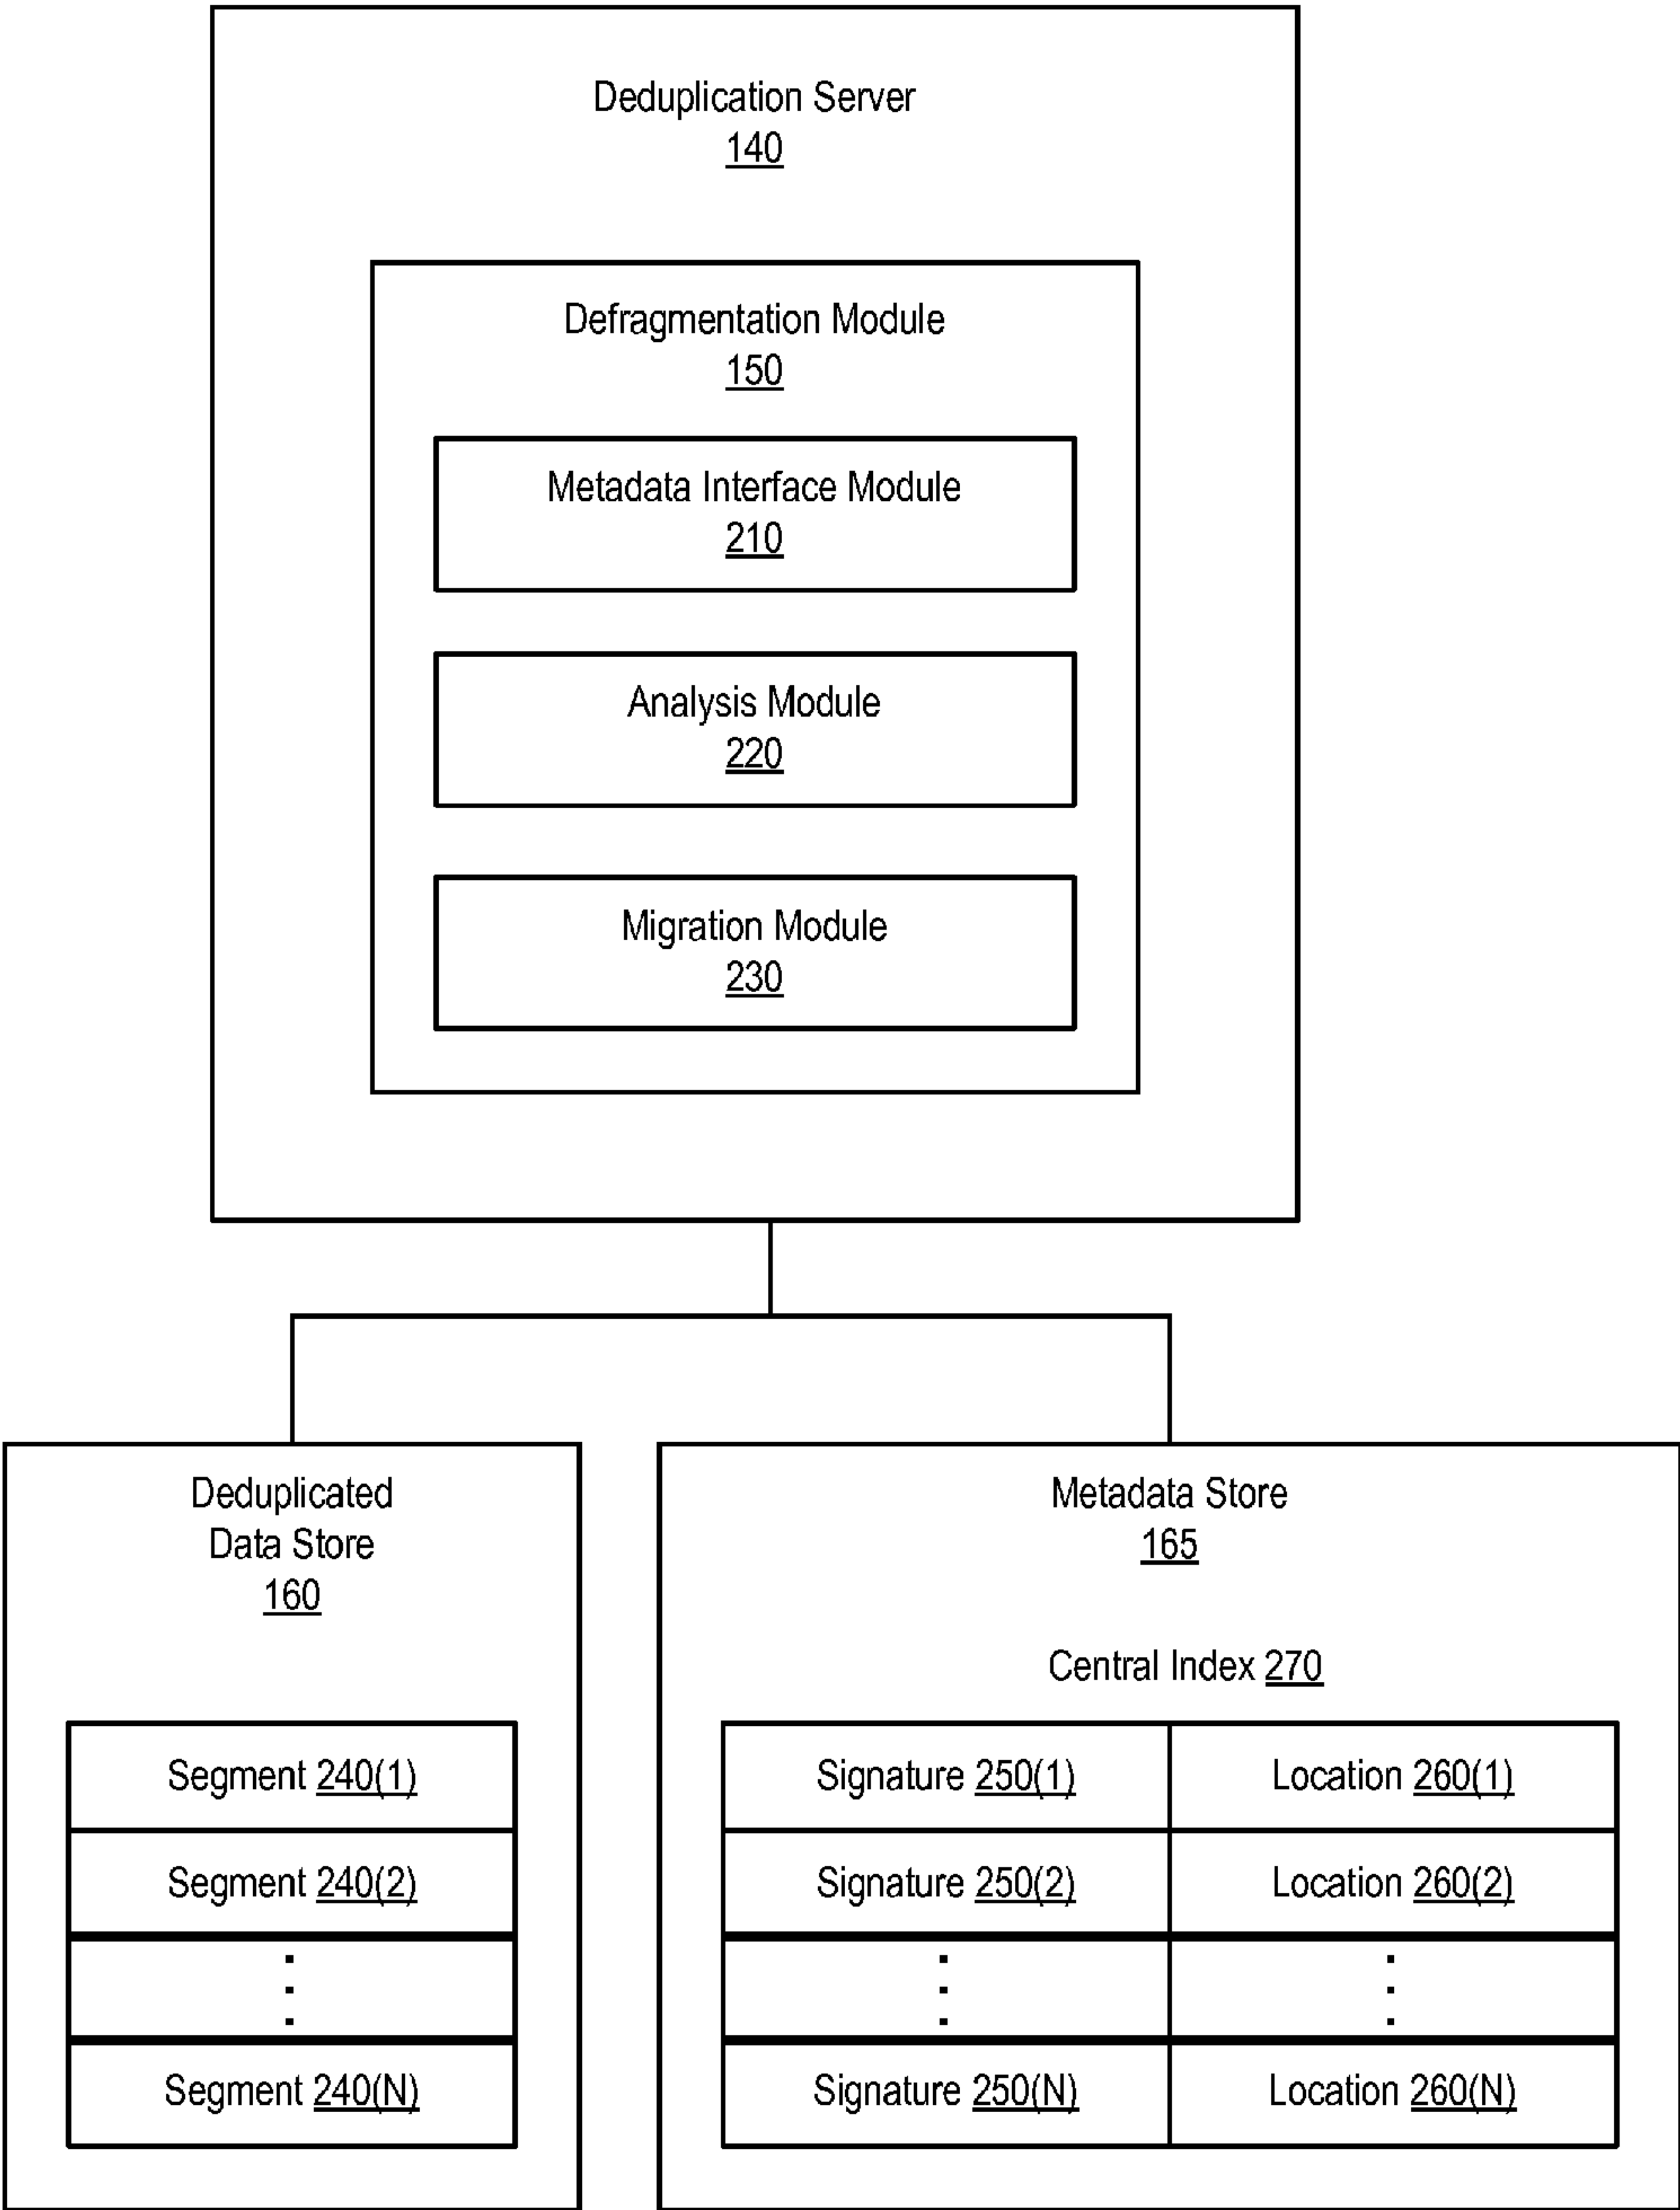 Deduplication Server
140
Defragmentation Module
150
Metadata Interface Module
210
Analysis Module
220
Migration Module
230
Deduplicated
Data Store
160
Segment 240(1)
Segment 240(2)
Segment 240(N)
Metadata Store
165
Central Index 270
Signature 250(1) Location 260(1)
Signature 250(2) Location 260(2)
Signature 250(N) Location 260(N)